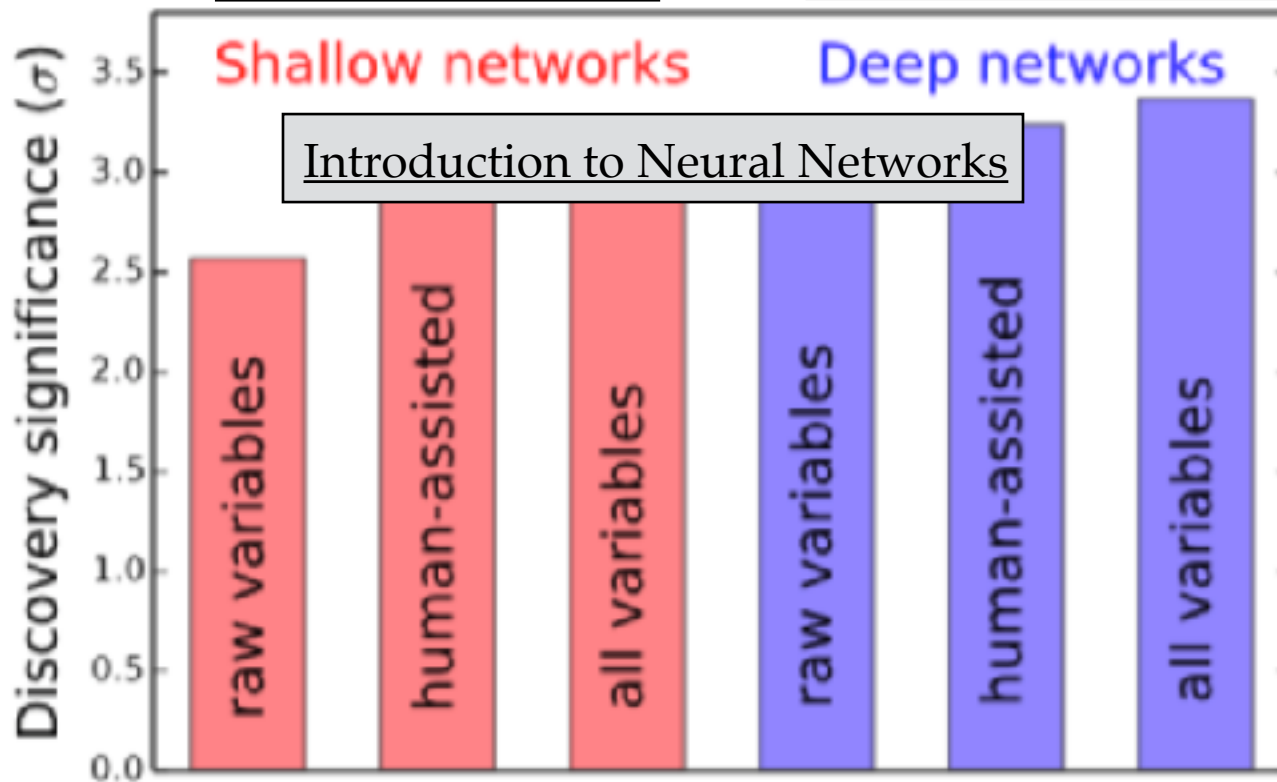 Shallow networks
Deep networks
Introduction to Neural Networks
Discovery significance (σ)
3.5
3.0
2.5
2.0
1.5
1.0
0.5
0.0
raw variables
human-assisted
all variables
raw variables
human-assisted
all variables